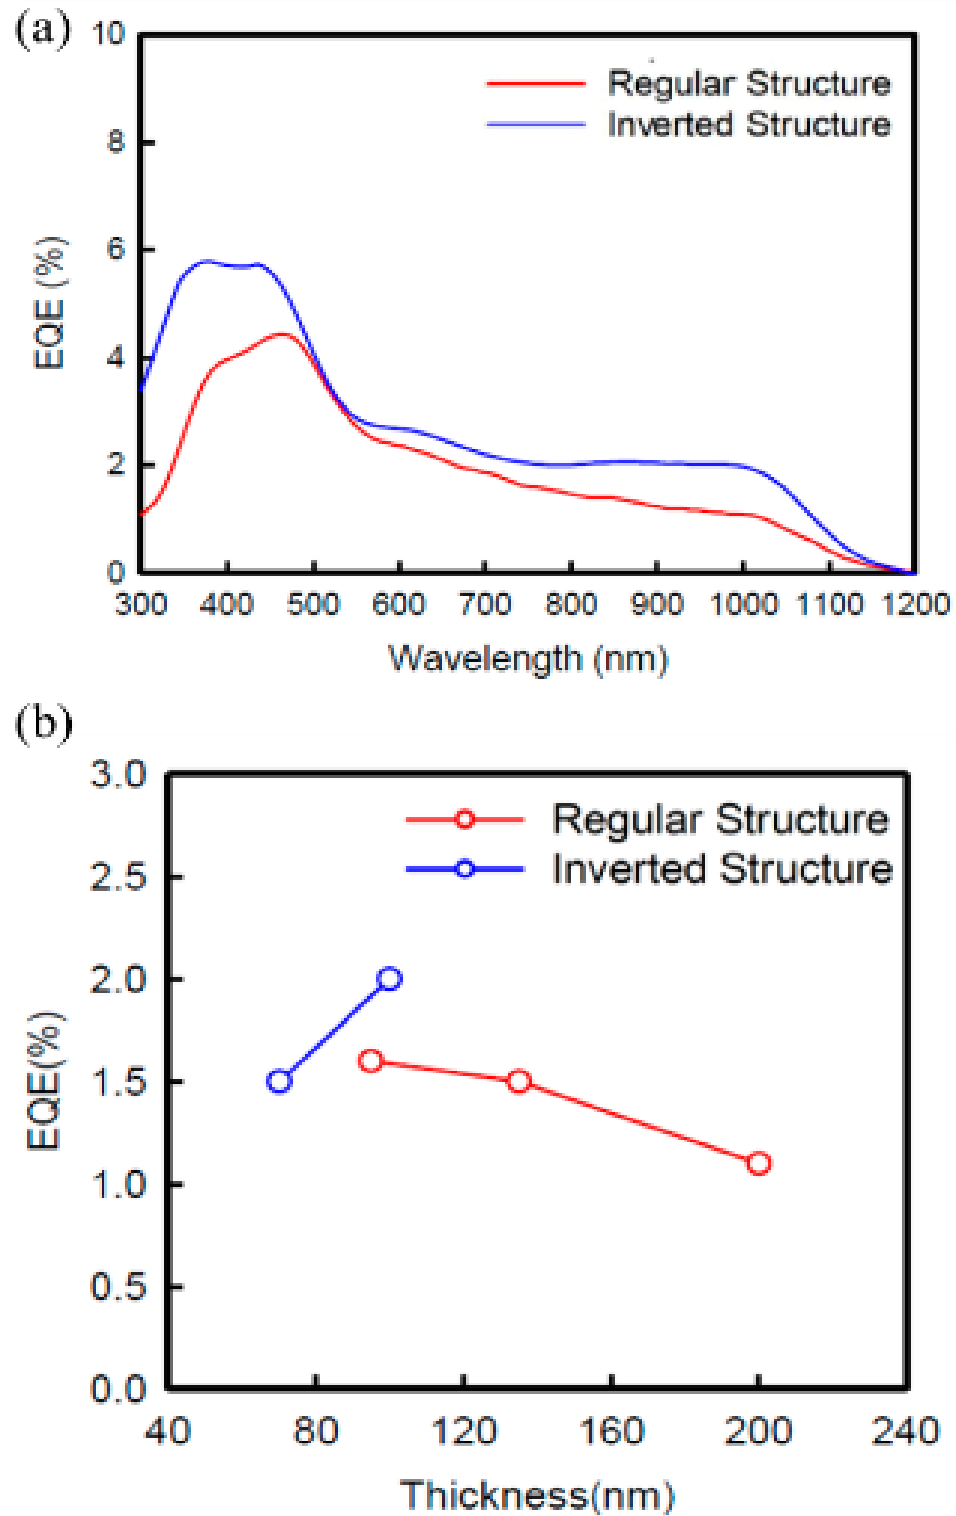 (a)
10
8
6
4
2
0
EQE (%)
Regular Structure
Inverted Structure
300 400 500 600 700 800 900 1000 1100 1200
Wavelength (nm)
(b)
3.0
2.5
2.0
1.5
1.0
0.5
0.0
EQE(%)
Regular Structure
Inverted Structure
40 80 120 160 200 240
Thickness(nm)